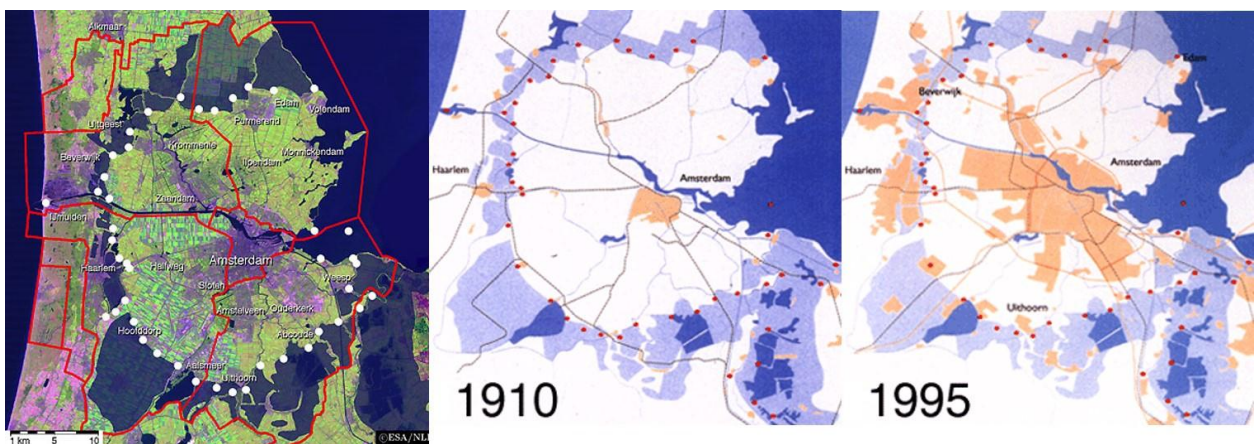 Alkmaar
Edam
Volendam
Purmerend
Uitgeest
Krommenie
Beverwijk
Ilpendam
Monnickendam
Zaandam
IJmuiden
Haarlem
Halfweg
Amsterdam
Sloten
Weesp
Amstelveen
Ouderkerk
Hoofddorp
Abcoude
Aalsmeer
Uithoorn
1 km 5 10
©ESA/NLR
Haarlem
Amsterdam
1910
Edam
Beverwijk
Amsterdam
Haarlem
Uithoorn
1995